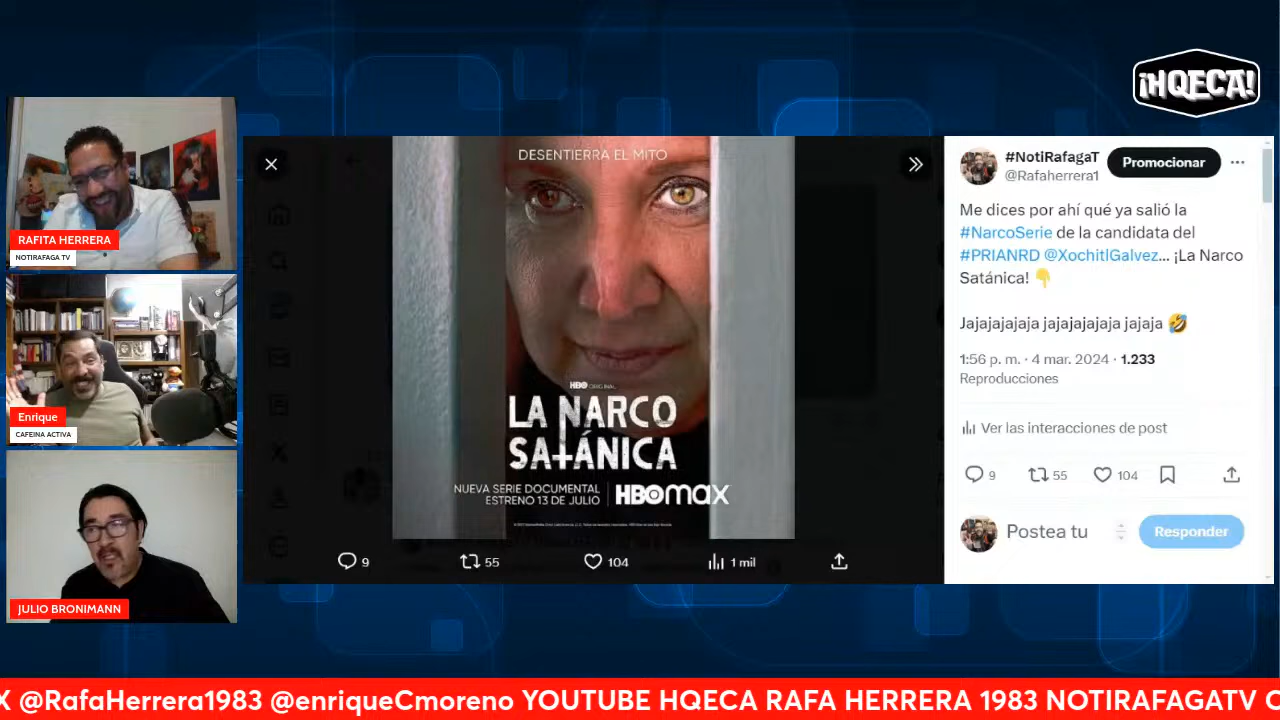 ¡HQECA!
RAFITA HERRERA
NOTIRAFAGA TV
Enrique
CAFEINA ACTIVA
JULIO BRONIMANN
DESENTIERRA EL MITO
HBO ORIGINAL
LA NARCO
SATÁNICA
NUEVA SERIE DOCUMENTAL
ESTRENO 13 DE JULIO
HBOmax
9
55
104
1 mil
#NotiRafagaT
@Rafaherrera1
Promocionar
Me dices por ahí qué ya salió la
#NarcoSerie de la candidata del
#PRIANRD @XochitlGalvez... ¡La Narco
Satánica! 👇
Jajajajajaja jajajajajaja jajaja 🤣
1:56 p. m. · 4 mar. 2024 · 1.233
Reproducciones
Ver las interacciones de post
9 55 104
Postea tu
Responder
X @RafaHerrera1983 @enriqueCmoreno YOUTUBE HQECA RAFA HERRERA 1983 NOTIRAFAGATV C